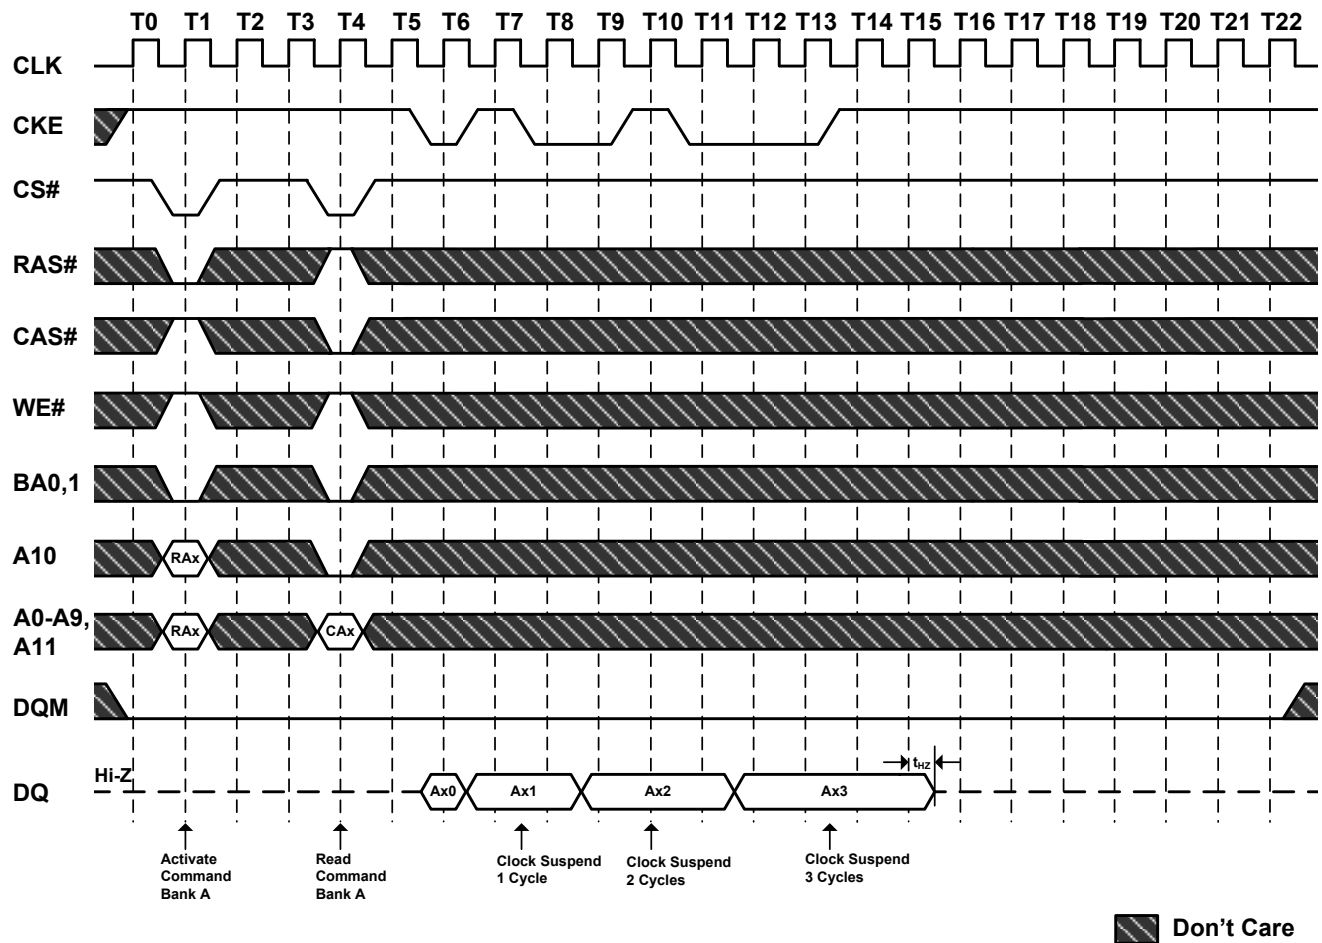 T0 T1 T2 T3 T4 T5 T6 T7 T8 T9 T10 T11 T12 T13 T14 T15 T16 T17 T18 T19 T20 T21 T22
CLK
CKE
CS#
RAS#
CAS#
WE#
BA0,1
A10
RAx
A0-A9,
A11
RAx
CAx
DQM
Hi-Z
tHZ
DQ
Ax0
Ax1
Ax2
Ax3
Activate
Command
Bank A
Read
Command
Bank A
Clock Suspend
1 Cycle
Clock Suspend
2 Cycles
Clock Suspend
3 Cycles
Don't Care